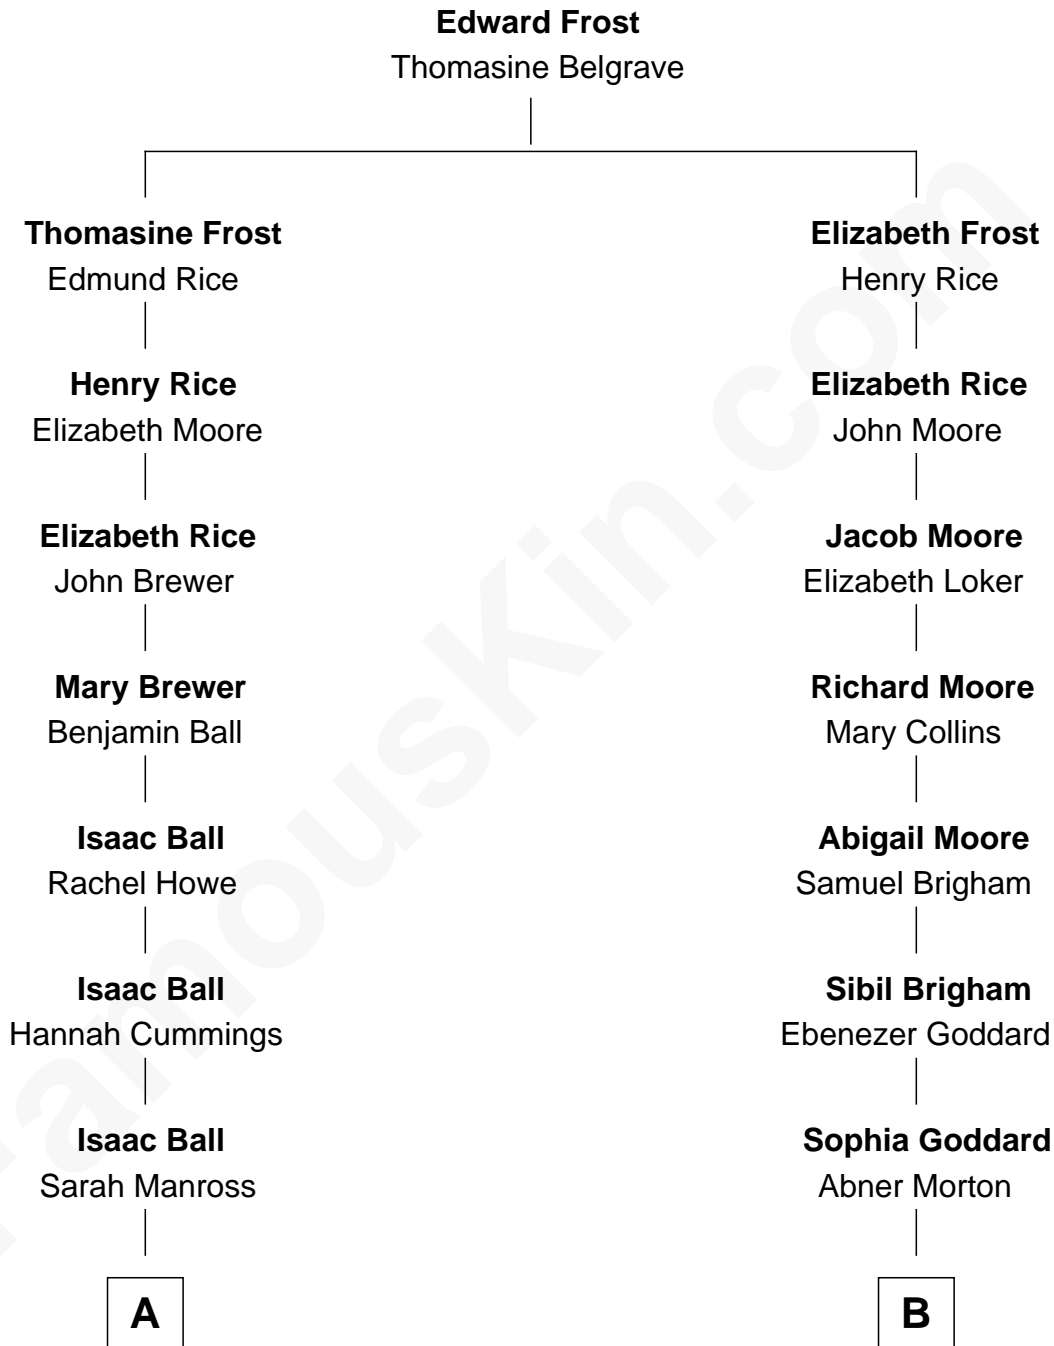 Edward Frost
Thomasine Belgrave
Thomasine Frost
Edmund Rice
Henry Rice
Elizabeth Moore
Elizabeth Rice
John Brewer
Mary Brewer
Benjamin Ball
Isaac Ball
Rachel Howe
Isaac Ball
Hannah Cummings
Isaac Ball
Sarah Manross
A
Elizabeth Frost
Henry Rice
Elizabeth Rice
John Moore
Jacob Moore
Elizabeth Loker
Richard Moore
Mary Collins
Abigail Moore
Samuel Brigham
Sibil Brigham
Ebenezer Goddard
Sophia Goddard
Abner Morton
B
FamousKin.com